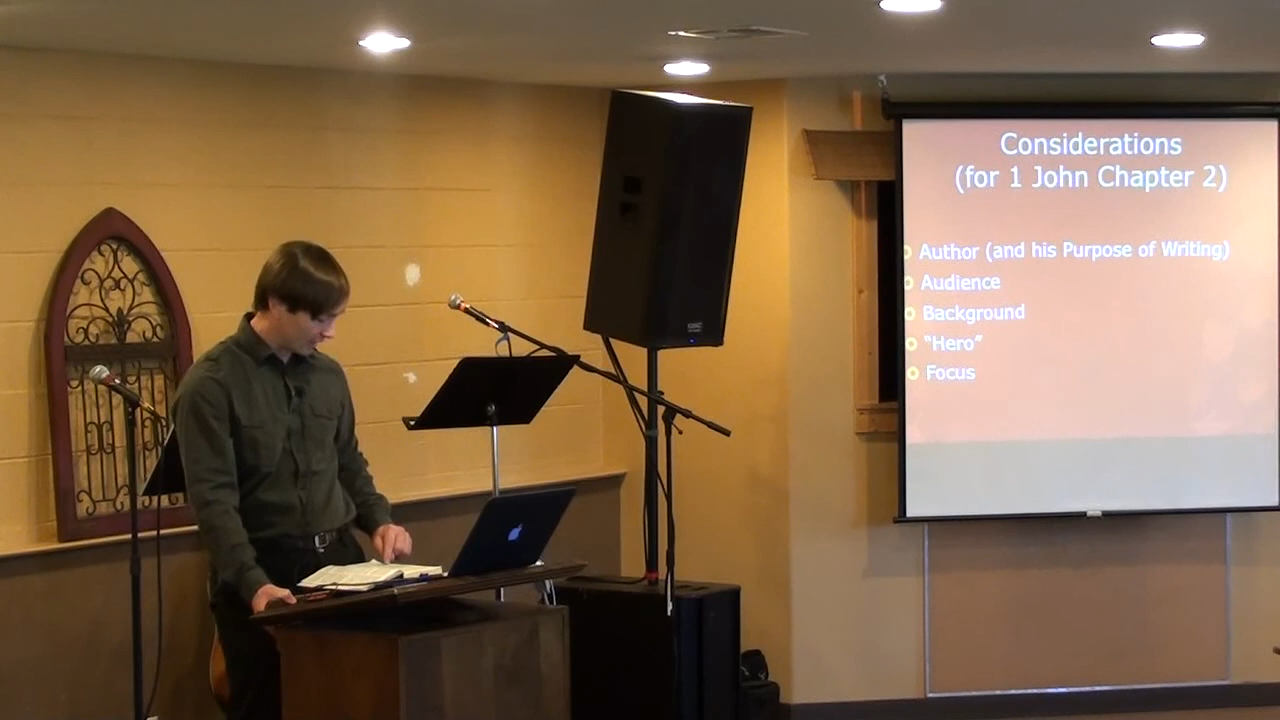 Considerations
(for 1 John Chapter 2)
Author (and his Purpose of Writing)
Audience
Background
“Hero”
Focus